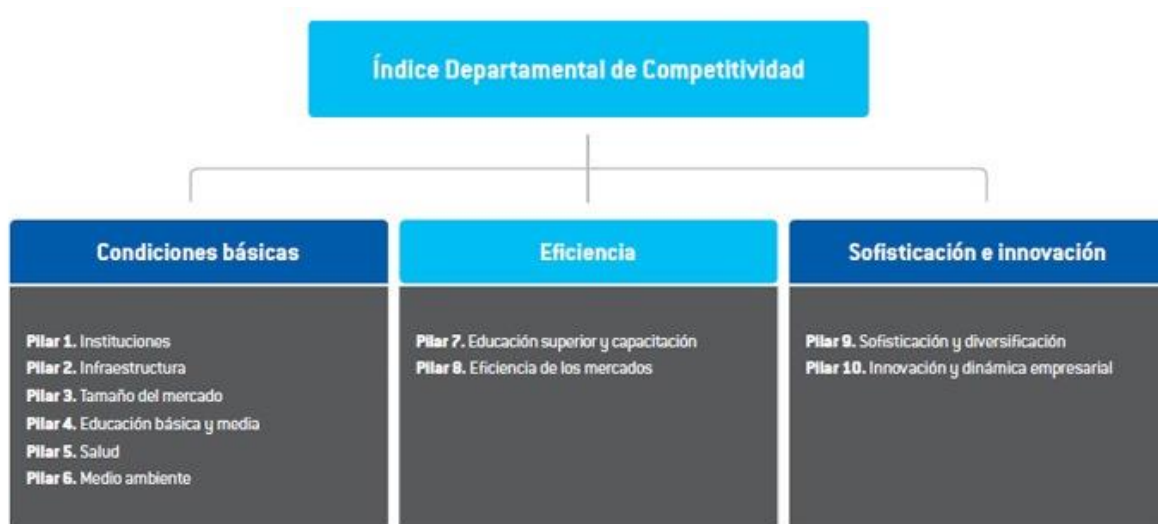 Índice Departamental de Competitividad
Condiciones básicas
Pilar 1. Instituciones
Pilar 2. Infraestructura
Pilar 3. Tamaño del mercado
Pilar 4. Educación básica y media
Pilar 5. Salud
Pilar 6. Medio ambiente
Eficiencia
Pilar 7. Educación superior y capacitación
Pilar 8. Eficiencia de los mercados
Sofisticación e innovación
Pilar 9. Sofisticación y diversificación
Pilar 10. Innovación y dinámica empresarial